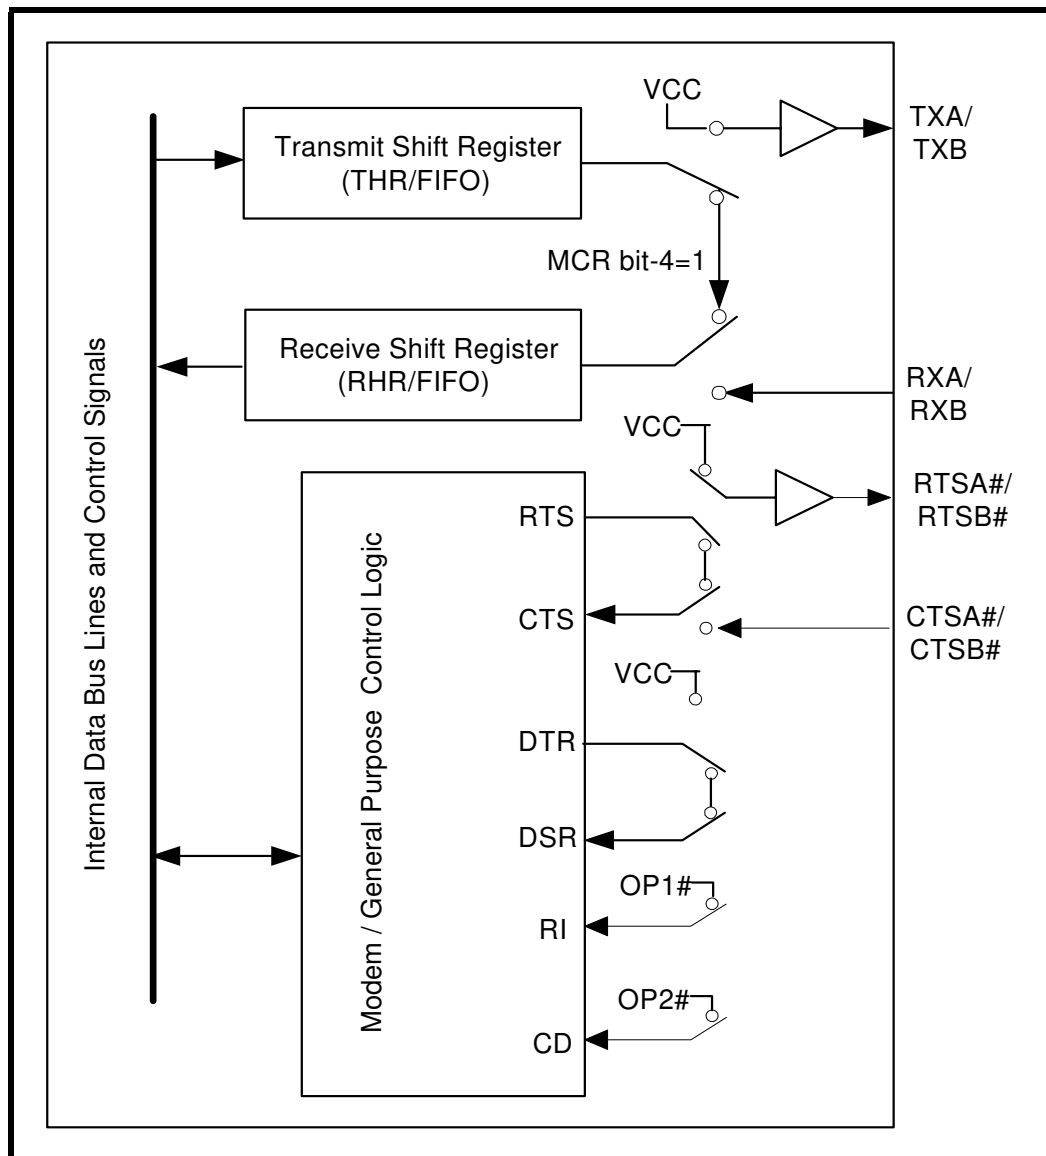 VCC
TXA/
TXB
Transmit Shift Register
(THR/FIFO)
MCR bit-4=1
Receive Shift Register
(RHR/FIFO)
RXA/
RXB
VCC
RTSA#/
RTSB#
RTS
CTS
CTSA#/
CTSB#
VCC
DTR
DSR
OP1#
RI
OP2#
CD
Internal Data Bus Lines and Control Signals
Modem / General Purpose Control Logic